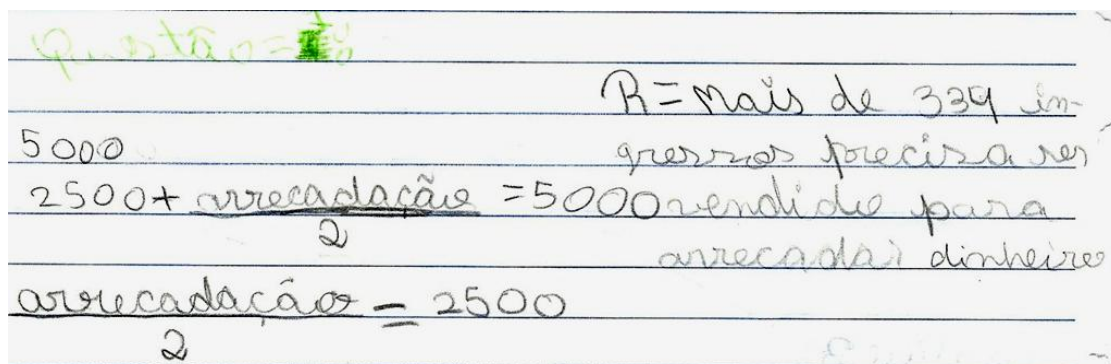 Questão =
R = Mais de 334 in-
gressos precisa ser
vendido para
arrecadar dinheiro
5000
2500 + arrecadação = 5000
2
arrecadação = 2500
2